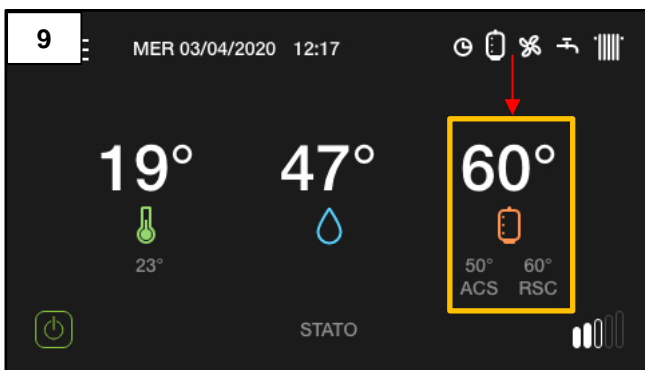 9
MER 03/04/2020 12:17
19° 47° 60°
23° 50° 60°
ACS RSC
STATO